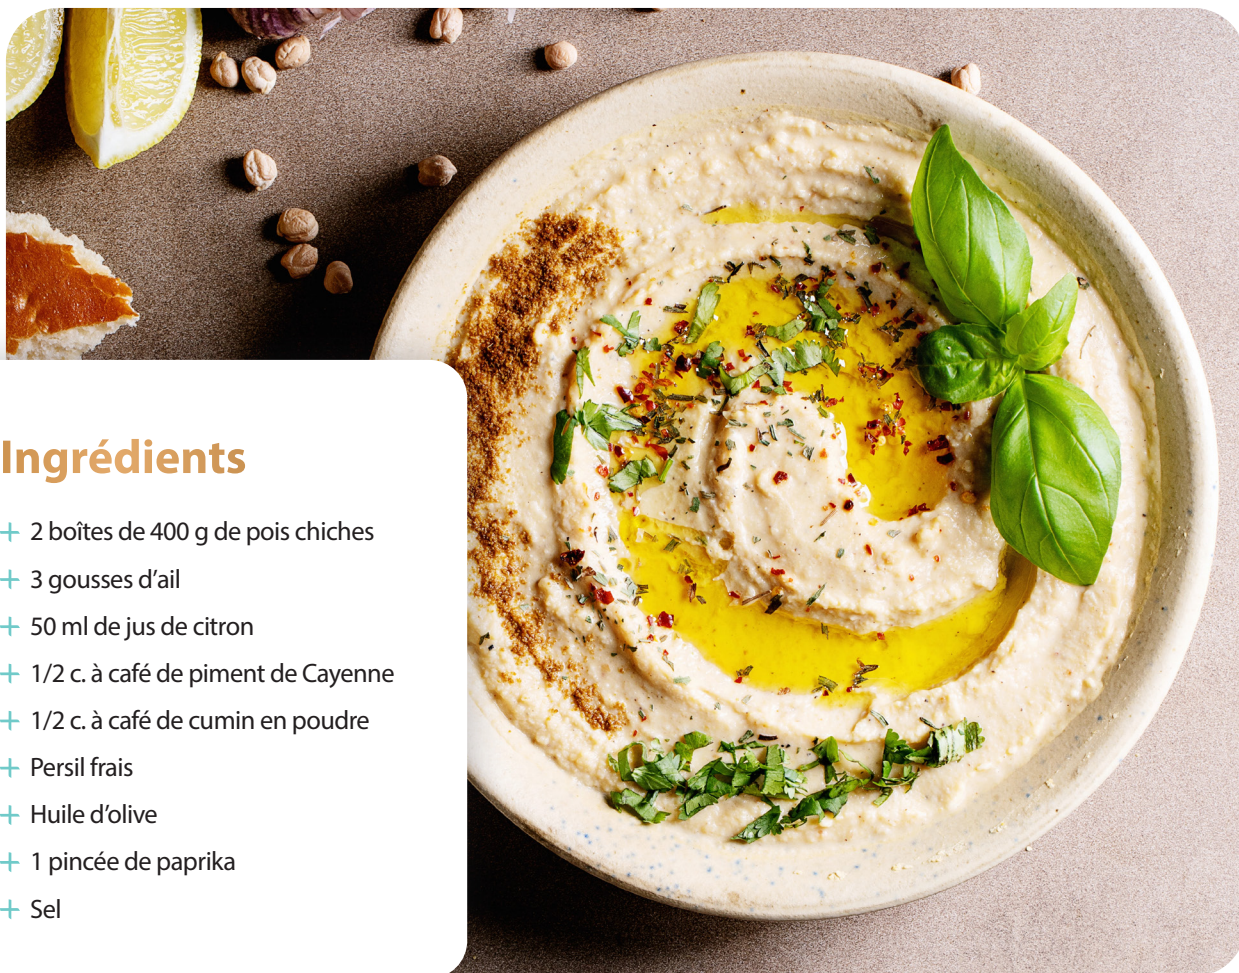 Ingrédients
2 boîtes de 400 g de pois chiches
3 gousses d’ail
50 ml de jus de citron
1/2 c. à café de piment de Cayenne
1/2 c. à café de cumin en poudre
Persil frais
Huile d’olive
1 pincée de paprika
Sel